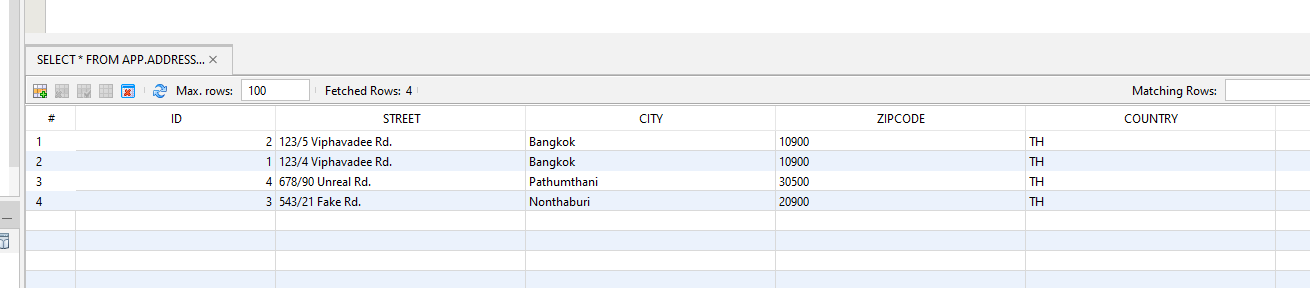 SELECT * FROM APP.ADDRESS...
Max. rows: 100 Fetched Rows: 4 Matching Rows:
# ID STREET CITY ZIPCODE COUNTRY
1 2 123/5 Viphavadee Rd. Bangkok 10900 TH
2 1 123/4 Viphavadee Rd. Bangkok 10900 TH
3 4 678/90 Unreal Rd. Pathumthani 30500 TH
4 3 543/21 Fake Rd. Nonthaburi 20900 TH